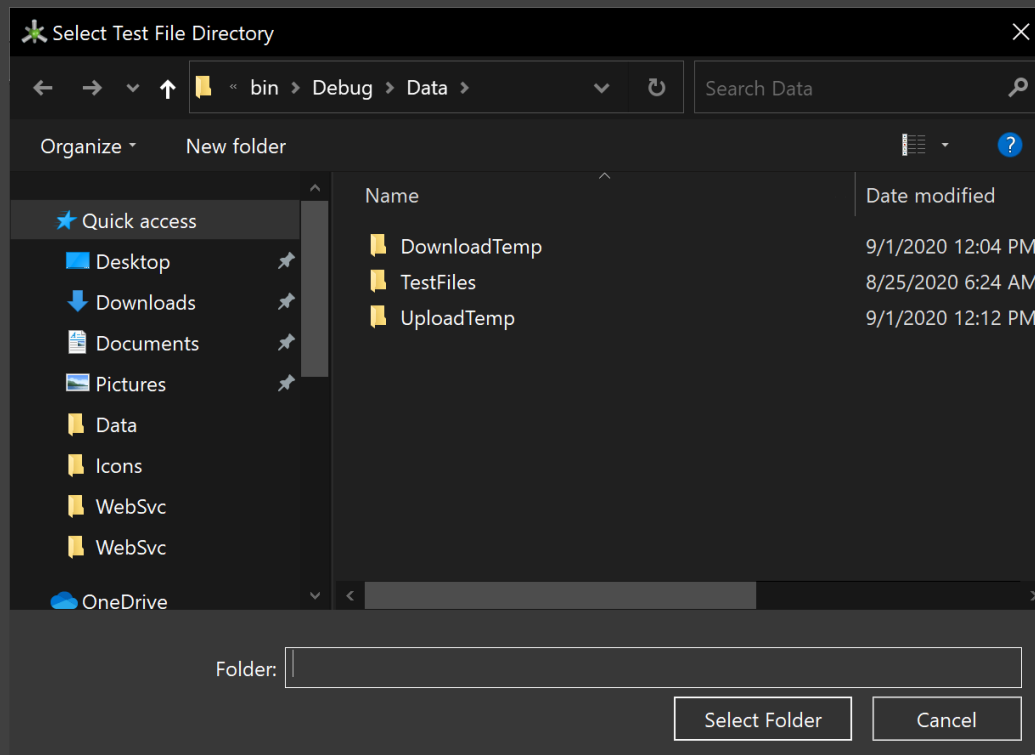 Select Test File Directory
« bin > Debug > Data >
Search Data
Organize
New folder
?
Name
Date modified
Quick access
Desktop
Downloads
Documents
Pictures
Data
Icons
WebSvc
WebSvc
OneDrive
DownloadTemp 9/1/2020 12:04 PM
TestFiles 8/25/2020 6:24 AM
UploadTemp 9/1/2020 12:12 PM
Folder:
Select Folder
Cancel